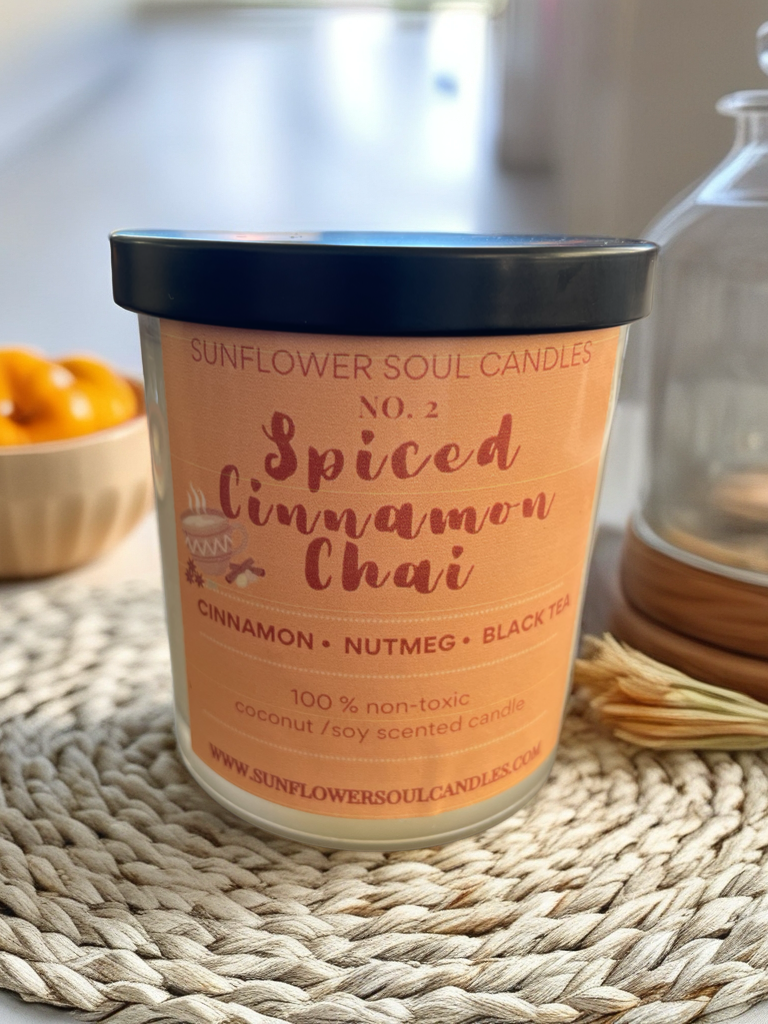 SUNFLOWER SOUL CANDLES
NO. 2
Spiced
Cinnamon
Chai
CINNAMON • NUTMEG • BLACK TEA
100 % non-toxic
coconut /soy scented candle
WWW.SUNFLOWERSOULCANDLES.COM